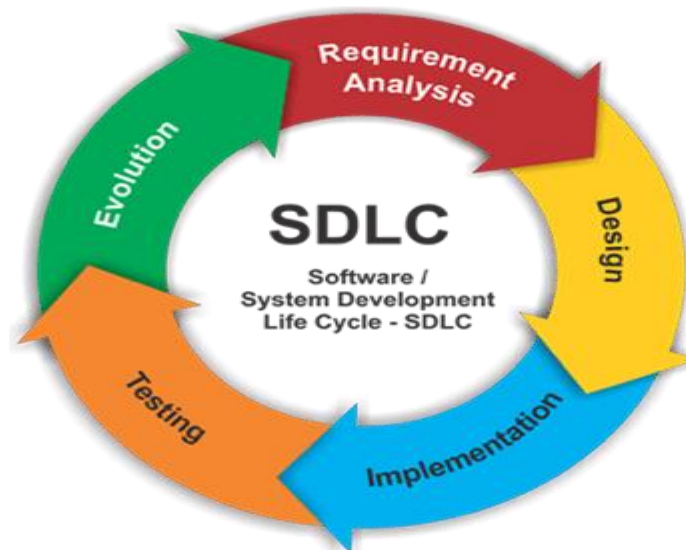 Requirement
Analysis
Design
Implementation
Testing
Evolution
SDLC
Software /
System Development
Life Cycle - SDLC